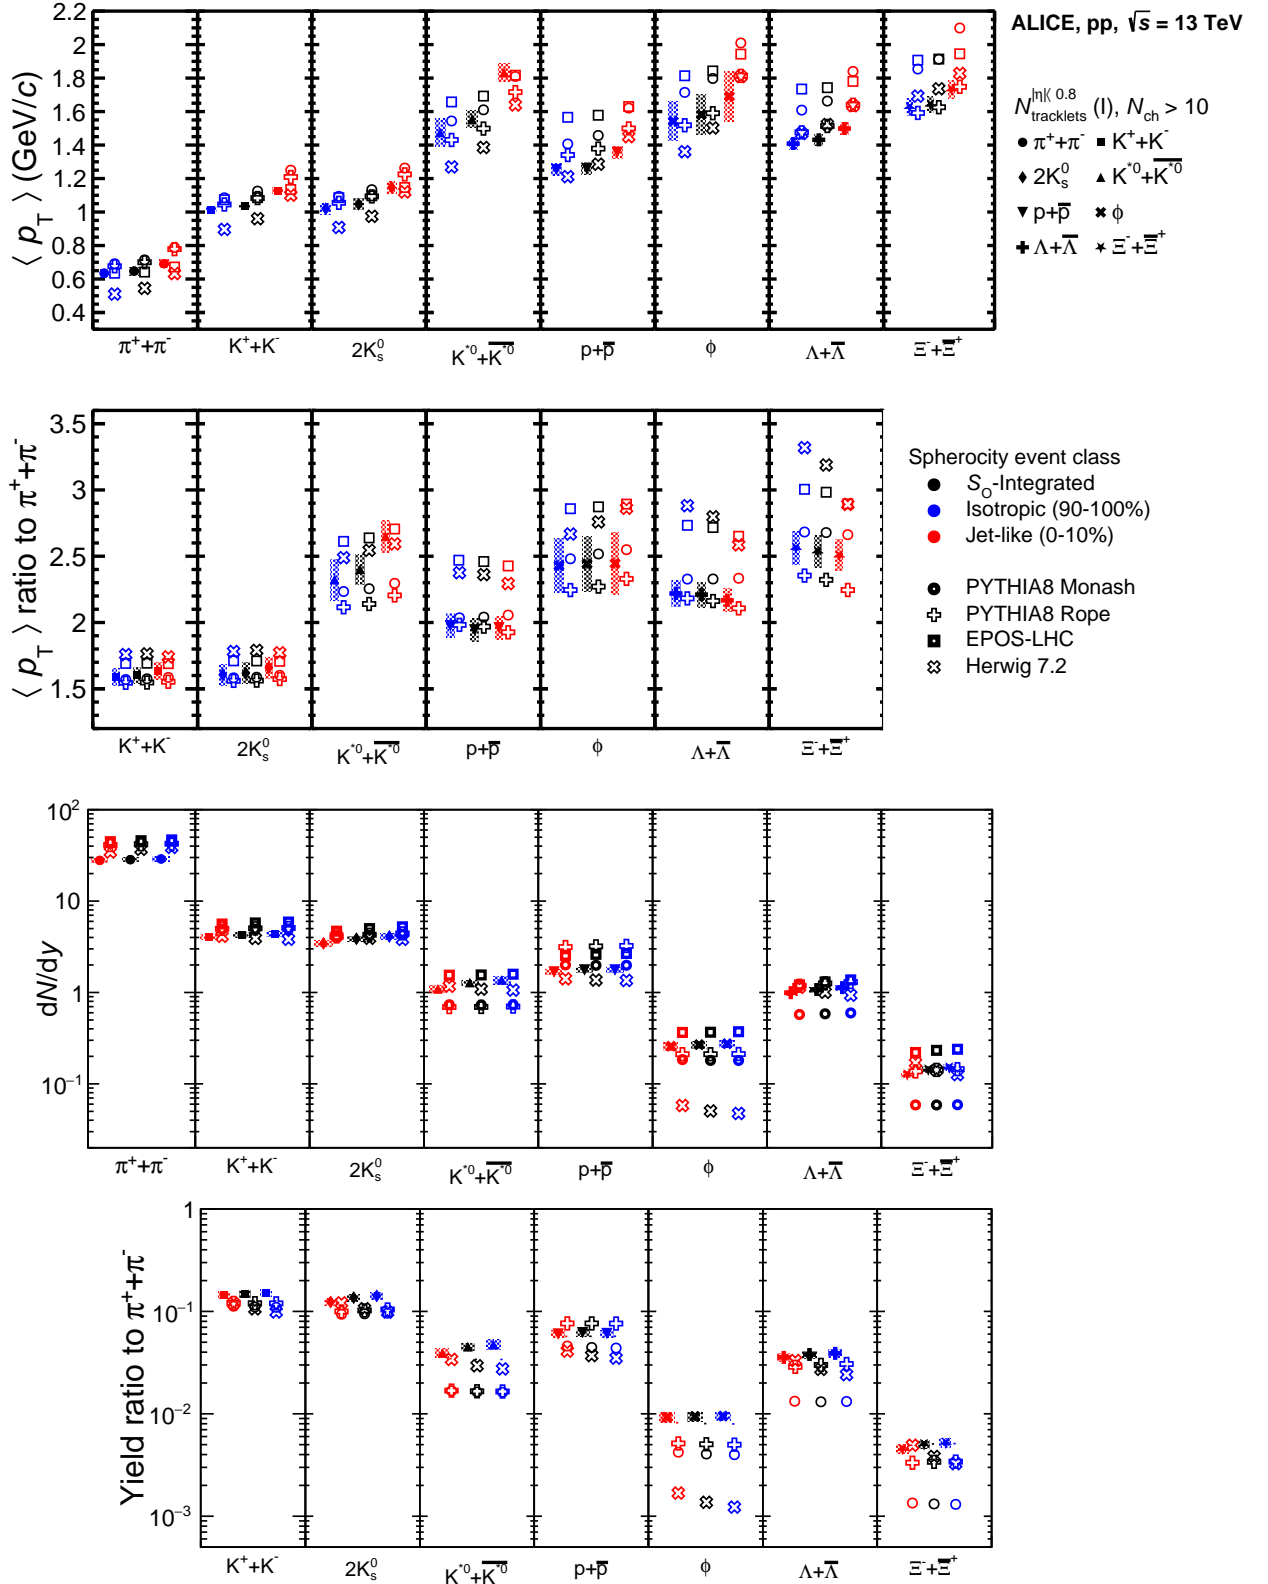 ALICE, pp, √s = 13 TeV
N^|η|⟨ 0.8_tracklets (I), N_ch > 10
π⁺+π⁻ K⁺+K⁻
2K⁰_s K*⁰+K̅*⁰
p+p̅ ϕ
Λ+Λ̅ Ξ⁻+Ξ̅⁺
⟨ p_T ⟩ (GeV/c)
2.2
2
1.8
1.6
1.4
1.2
1
0.8
0.6
0.4
π⁺+π⁻ K⁺+K⁻ 2K⁰_s K*⁰+K̅*⁰ p+p̅ ϕ Λ+Λ̅ Ξ⁻+Ξ̅⁺
⟨ p_T ⟩ ratio to π⁺+π⁻
3.5
3
2.5
2
1.5
K⁺+K⁻ 2K⁰_s K*⁰+K̅*⁰ p+p̅ ϕ Λ+Λ̅ Ξ⁻+Ξ̅⁺
Spherocity event class
S_O-Integrated
Isotropic (90-100%)
Jet-like (0-10%)
PYTHIA8 Monash
PYTHIA8 Rope
EPOS-LHC
Herwig 7.2
dN/dy
10²
10
1
10⁻¹
π⁺+π⁻ K⁺+K⁻ 2K⁰_s K*⁰+K̅*⁰ p+p̅ ϕ Λ+Λ̅ Ξ⁻+Ξ̅⁺
Yield ratio to π⁺+π⁻
1
10⁻¹
10⁻²
10⁻³
K⁺+K⁻ 2K⁰_s K*⁰+K̅*⁰ p+p̅ ϕ Λ+Λ̅ Ξ⁻+Ξ̅⁺